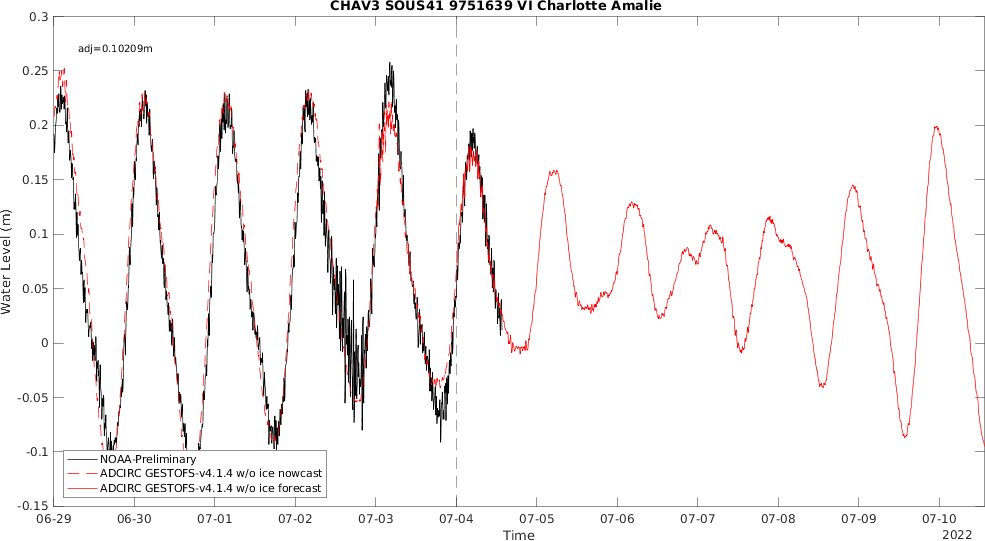 CHAV3 SOUS41 9751639 VI Charlotte Amalie
adj=0.10209m
Water Level (m)
0.3
0.25
0.2
0.15
0.1
0.05
0
-0.05
-0.1
-0.15
NOAA-Preliminary
ADCIRC GESTOFS-v4.1.4 w/o ice nowcast
ADCIRC GESTOFS-v4.1.4 w/o ice forecast
06-29 06-30 07-01 07-02 07-03 07-04 07-05 07-06 07-07 07-08 07-09 07-10
Time
2022